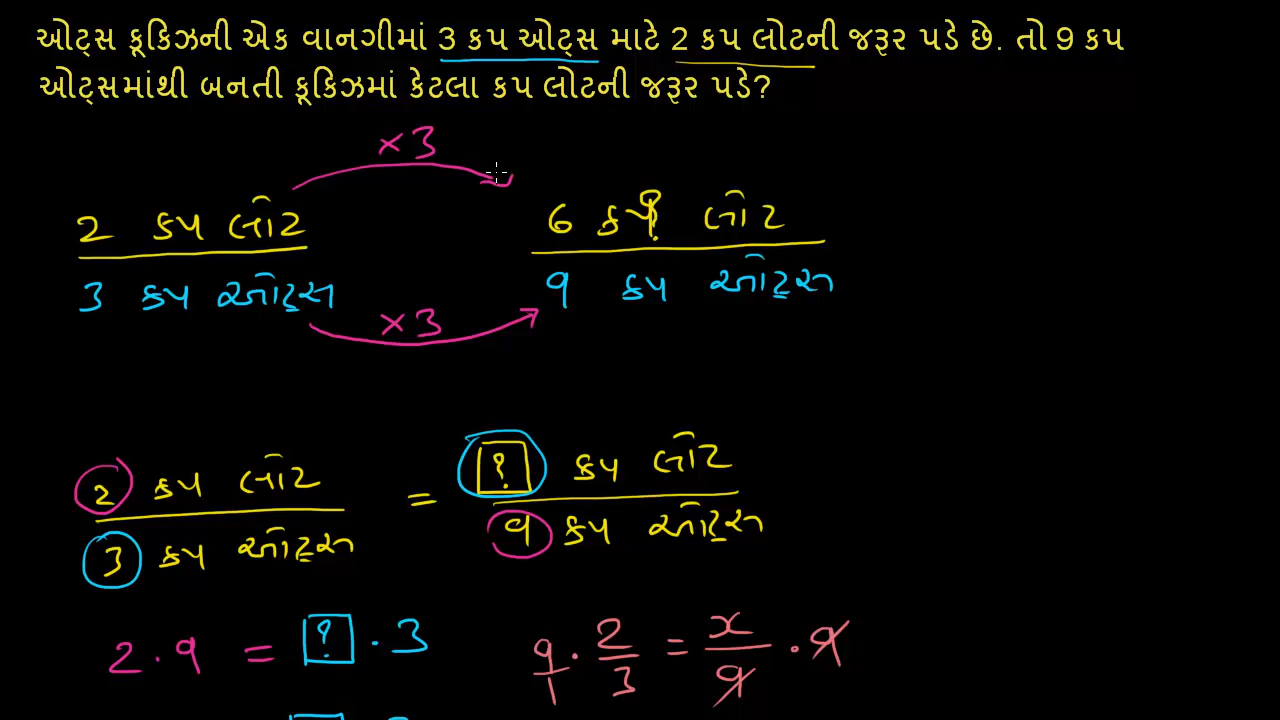 ઓટ્સ કૂકિઝની એક વાનગીમાં 3 કપ ઓટ્સ માટે 2 કપ લોટની જરૂર પડે છે. તો 9 કપ
ઓટ્સમાંથી બનતી કૂકિઝમાં કેટલા કપ લોટની જરૂર પડે?
×3
2 કપ લોટ 6 કપ લોટ
3 કપ ઓટ્સ 9 કપ ઓટ્સ
×3
2 કપ લોટ = ? કપ લોટ
3 કપ ઓટ્સ 9 કપ ઓટ્સ
2 · 9 = ? · 3
9/1 · 2/3 = x/9 · 9